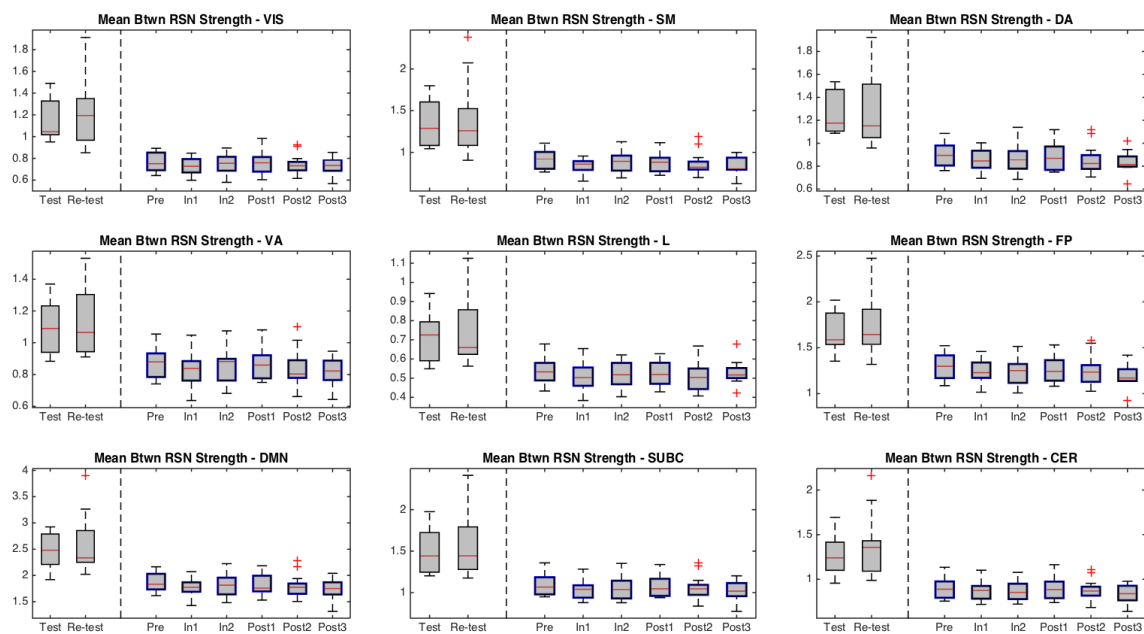 Mean Btwn RSN Strength - VIS
1.8
1.6
1.4
1.2
1
0.8
0.6
Test Re-test Pre In1 In2 Post1 Post2 Post3
Mean Btwn RSN Strength - SM
2
1.5
1
Test Re-test Pre In1 In2 Post1 Post2 Post3
Mean Btwn RSN Strength - DA
1.8
1.6
1.4
1.2
1
0.8
0.6
Test Re-test Pre In1 In2 Post1 Post2 Post3
Mean Btwn RSN Strength - VA
1.4
1.2
1
0.8
0.6
Test Re-test Pre In1 In2 Post1 Post2 Post3
Mean Btwn RSN Strength - L
1.1
1
0.9
0.8
0.7
0.6
0.5
0.4
Test Re-test Pre In1 In2 Post1 Post2 Post3
Mean Btwn RSN Strength - FP
2.5
2
1.5
1
Test Re-test Pre In1 In2 Post1 Post2 Post3
Mean Btwn RSN Strength - DMN
4
3.5
3
2.5
2
1.5
Test Re-test Pre In1 In2 Post1 Post2 Post3
Mean Btwn RSN Strength - SUBC
2
1.5
1
Test Re-test Pre In1 In2 Post1 Post2 Post3
Mean Btwn RSN Strength - CER
2
1.5
1
Test Re-test Pre In1 In2 Post1 Post2 Post3